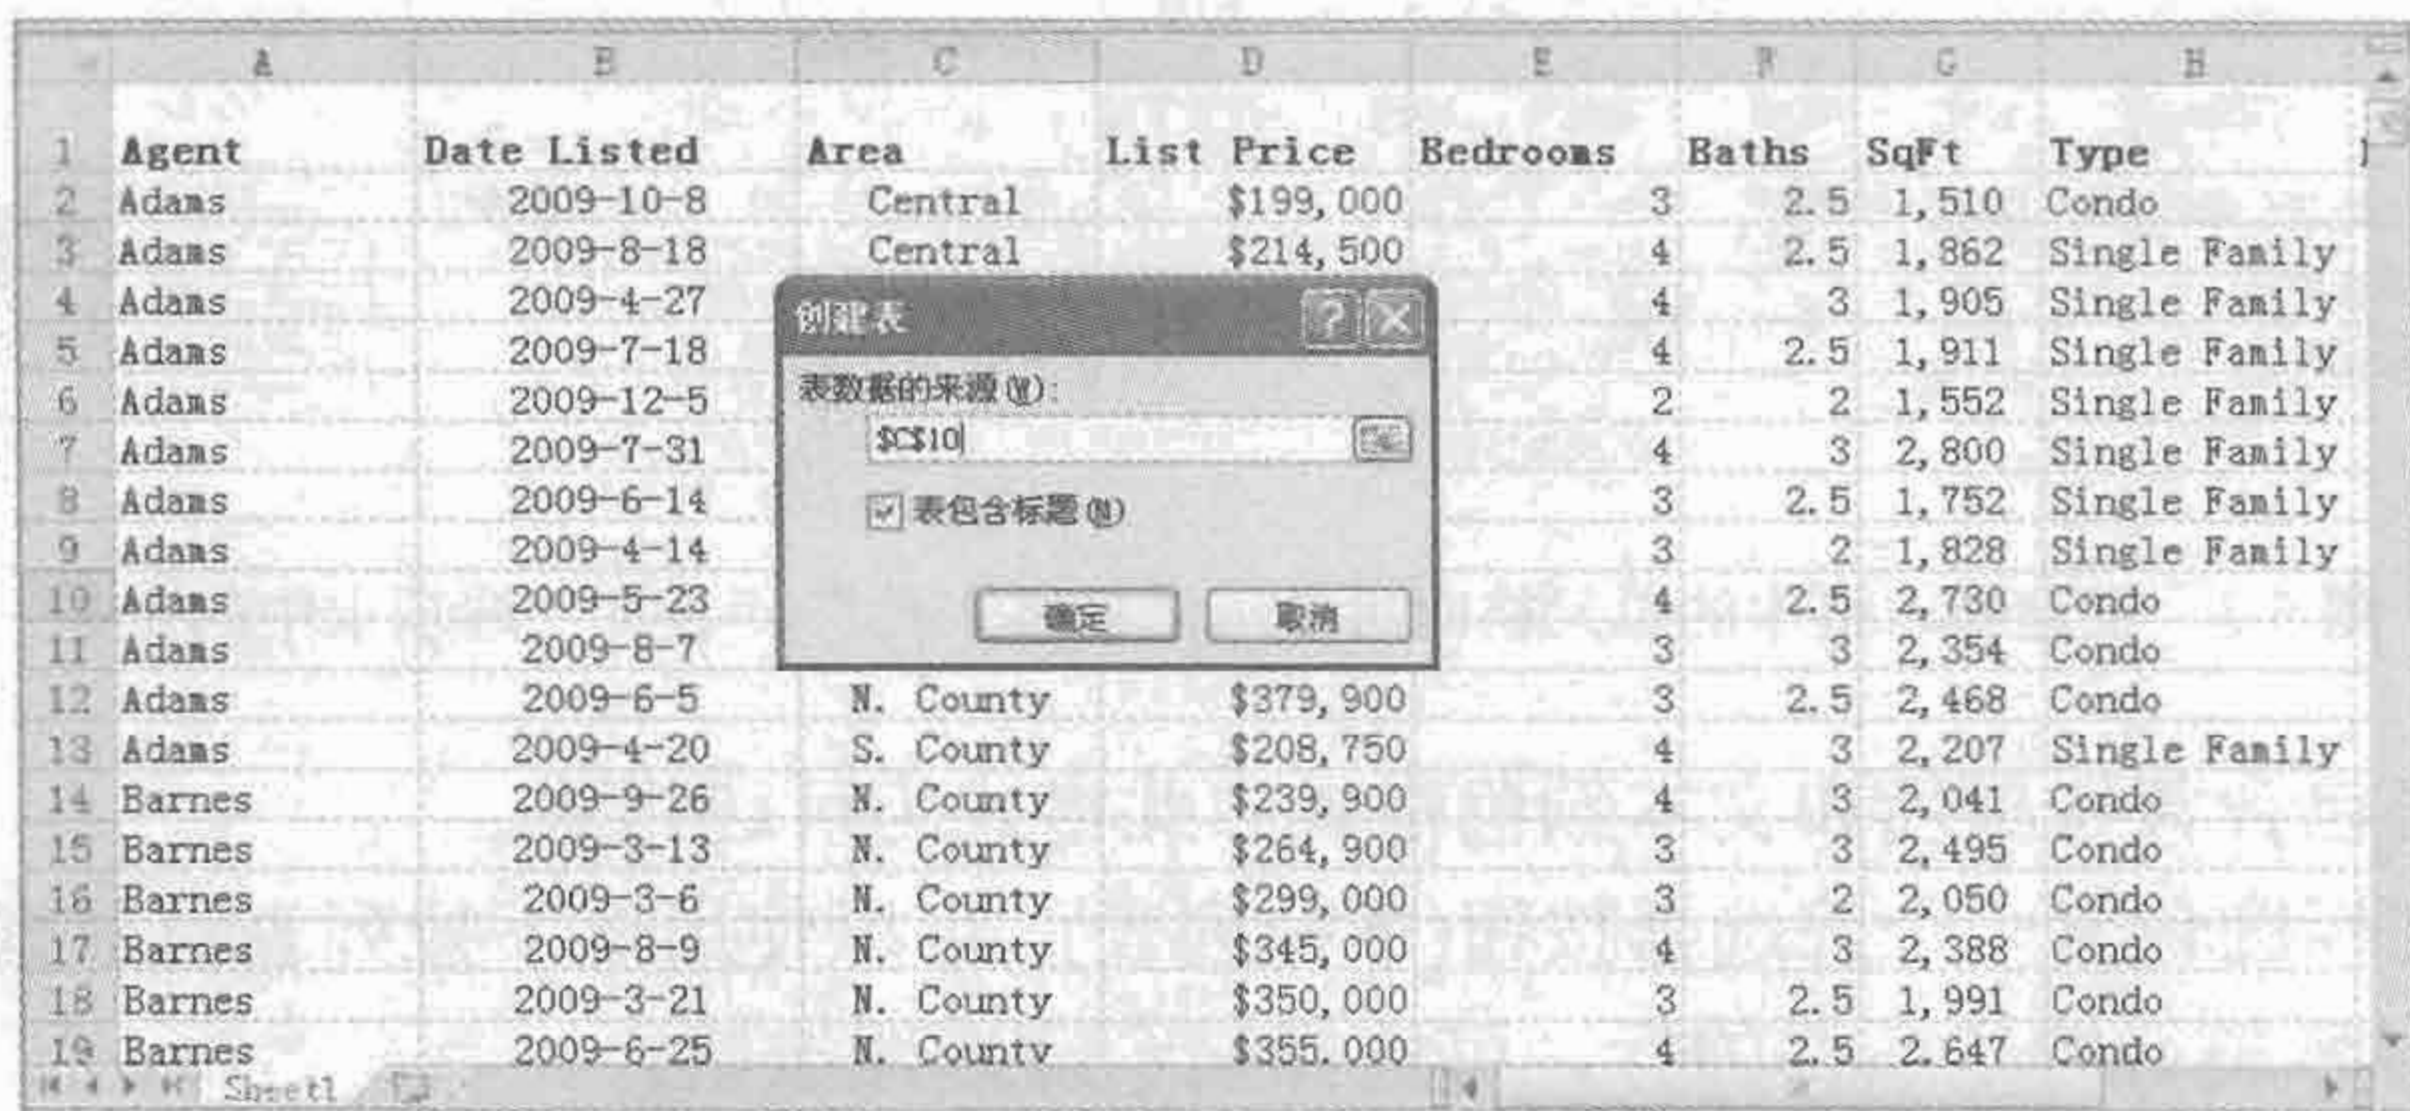 A B C D E F G H
1 Agent Date Listed Area List Price Bedrooms Baths SqFt Type
2 Adams 2009-10-8 Central $199,000 3 2.5 1,510 Condo
3 Adams 2009-8-18 Central $214,500 4 2.5 1,862 Single Family
4 Adams 2009-4-27 4 3 1,905 Single Family
5 Adams 2009-7-18 4 2.5 1,911 Single Family
6 Adams 2009-12-5 2 2 1,552 Single Family
7 Adams 2009-7-31 4 3 2,800 Single Family
8 Adams 2009-6-14 3 2.5 1,752 Single Family
9 Adams 2009-4-14 3 2 1,828 Single Family
10 Adams 2009-5-23 4 2.5 2,730 Condo
11 Adams 2009-8-7 3 3 2,354 Condo
12 Adams 2009-6-5 N. County $379,900 3 2.5 2,468 Condo
13 Adams 2009-4-20 S. County $208,750 4 3 2,207 Single Family
14 Barnes 2009-9-26 N. County $239,900 4 3 2,041 Condo
15 Barnes 2009-3-13 N. County $264,900 3 3 2,495 Condo
16 Barnes 2009-3-6 N. County $299,000 3 2 2,050 Condo
17 Barnes 2009-8-9 N. County $345,000 4 3 2,388 Condo
18 Barnes 2009-3-21 N. County $350,000 3 2.5 1,991 Condo
19 Barnes 2009-6-25 N. County $355,000 4 2.5 2,647 Condo
Sheet1
创建表
表数据的来源(W):
$C$10
表包含标题(M)
确定 取消